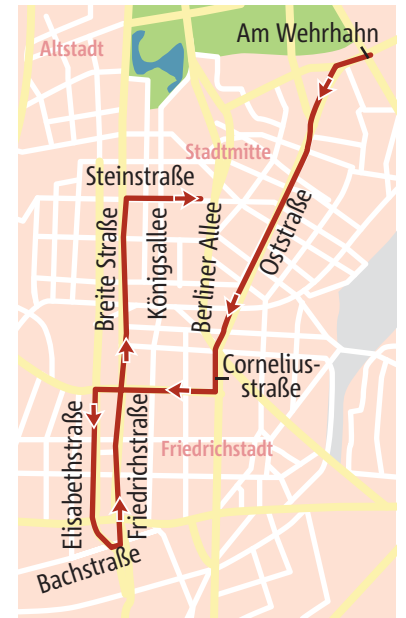 Am Wehrhahn
Altstadt
Stadtmitte
Steinstraße
Breite Straße
Königsallee
Berliner Allee
Oststraße
Cornelius-
straße
Elisabethstraße
Friedrichstraße
Friedrichstadt
Bachstraße